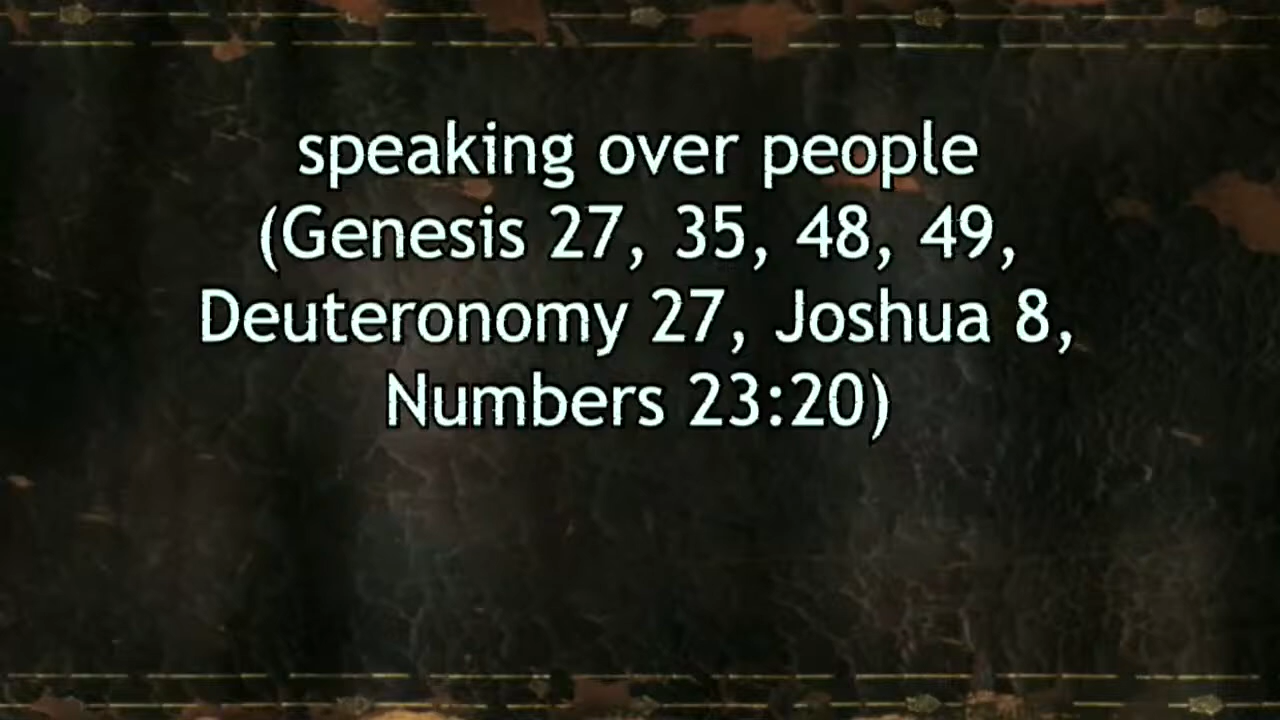 speaking over people
(Genesis 27, 35, 48, 49,
Deuteronomy 27, Joshua 8,
Numbers 23:20)